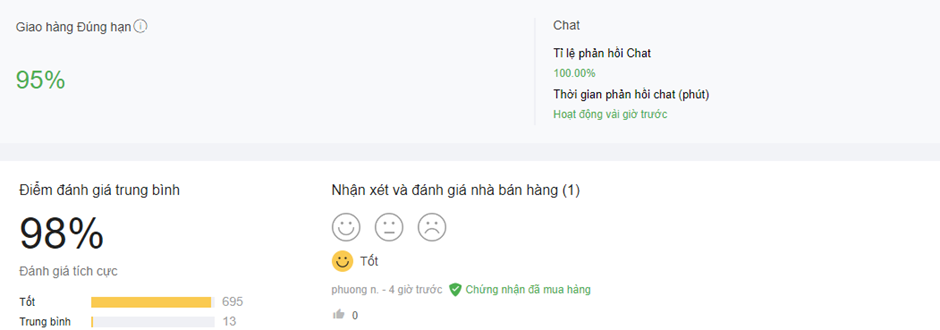 Giao hàng Đúng hạn
95%
Chat
Tỉ lệ phản hồi Chat
100.00%
Thời gian phản hồi chat (phút)
Hoạt động vải giờ trước
Điểm đánh giá trung bình
98%
Đánh giá tích cực
Tốt 695
Trung bình 13
Nhận xét và đánh giá nhà bán hàng (1)
Tốt
phuong n. - 4 giờ trước Chứng nhận đã mua hàng
0